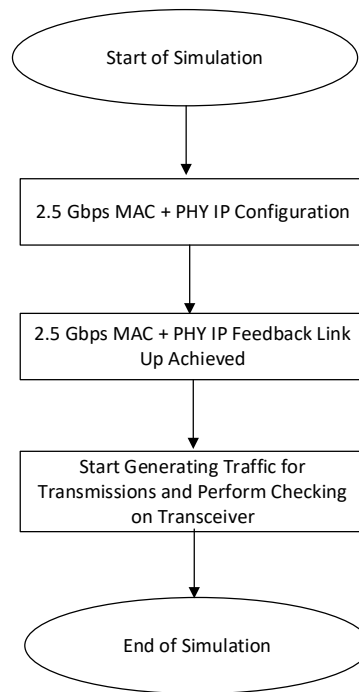 Start of Simulation
2.5 Gbps MAC + PHY IP Configuration
2.5 Gbps MAC + PHY IP Feedback Link
Up Achieved
Start Generating Traffic for
Transmissions and Perform Checking
on Transceiver
End of Simulation